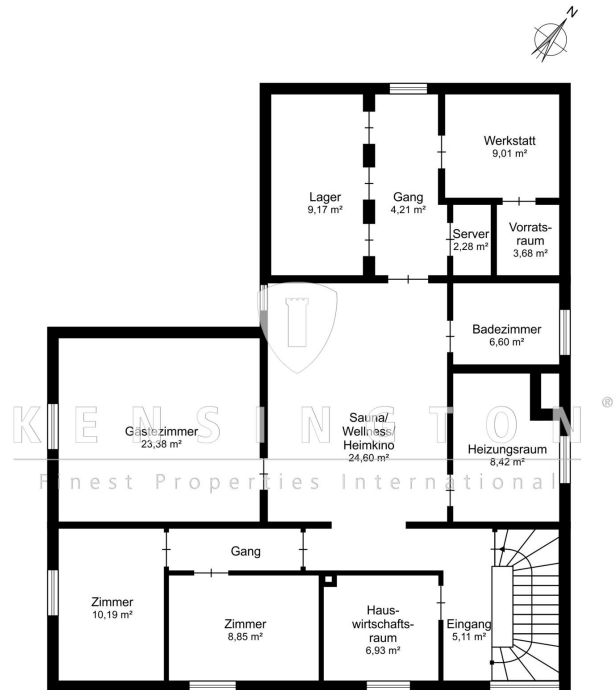 N
Werkstatt
9,01 m²
Lager
9,17 m²
Gang
4,21 m²
Server
2,28 m²
Vorrats-
raum
3,68 m²
Badezimmer
6,60 m²
Sauna/
Wellness/
Heimkino
24,60 m²
Gästezimmer
23,38 m²
Heizungsraum
8,42 m²
KENSINGTON®
Finest Properties International
Gang
Zimmer
10,19 m²
Zimmer
8,85 m²
Haus-
wirtschafts-
raum
6,93 m²
Eingang
5,11 m²